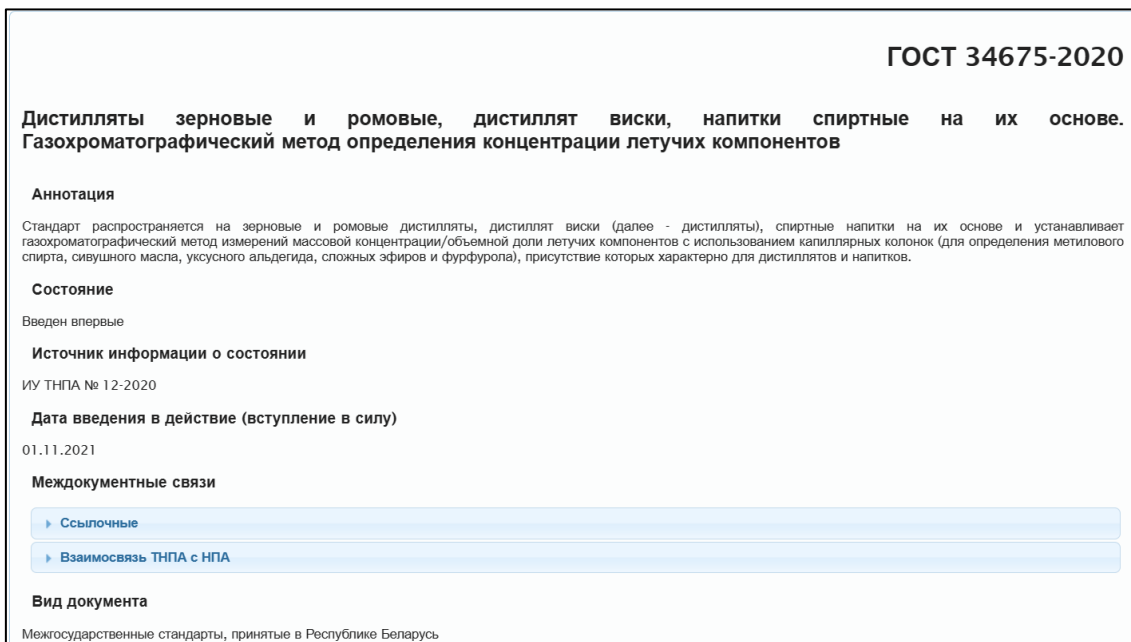 ГОСТ 34675-2020
Дистилляты зерновые и ромовые, дистиллят виски, напитки спиртные на их основе.
Газохроматографический метод определения концентрации летучих компонентов
Аннотация
Стандарт распространяется на зерновые и ромовые дистилляты, дистиллят виски (далее - дистилляты), спиртные напитки на их основе и устанавливает
газохроматографический метод измерений массовой концентрации/объемной доли летучих компонентов с использованием капиллярных колонок (для определения метилового
спирта, сивушного масла, уксусного альдегида, сложных эфиров и фурфурола), присутствие которых характерно для дистиллятов и напитков.
Состояние
Введен впервые
Источник информации о состоянии
ИУ ТНПА № 12-2020
Дата введения в действие (вступление в силу)
01.11.2021
Междокументные связи
Ссылочные
Взаимосвязь ТНПА с НПА
Вид документа
Межгосударственные стандарты, принятые в Республике Беларусь